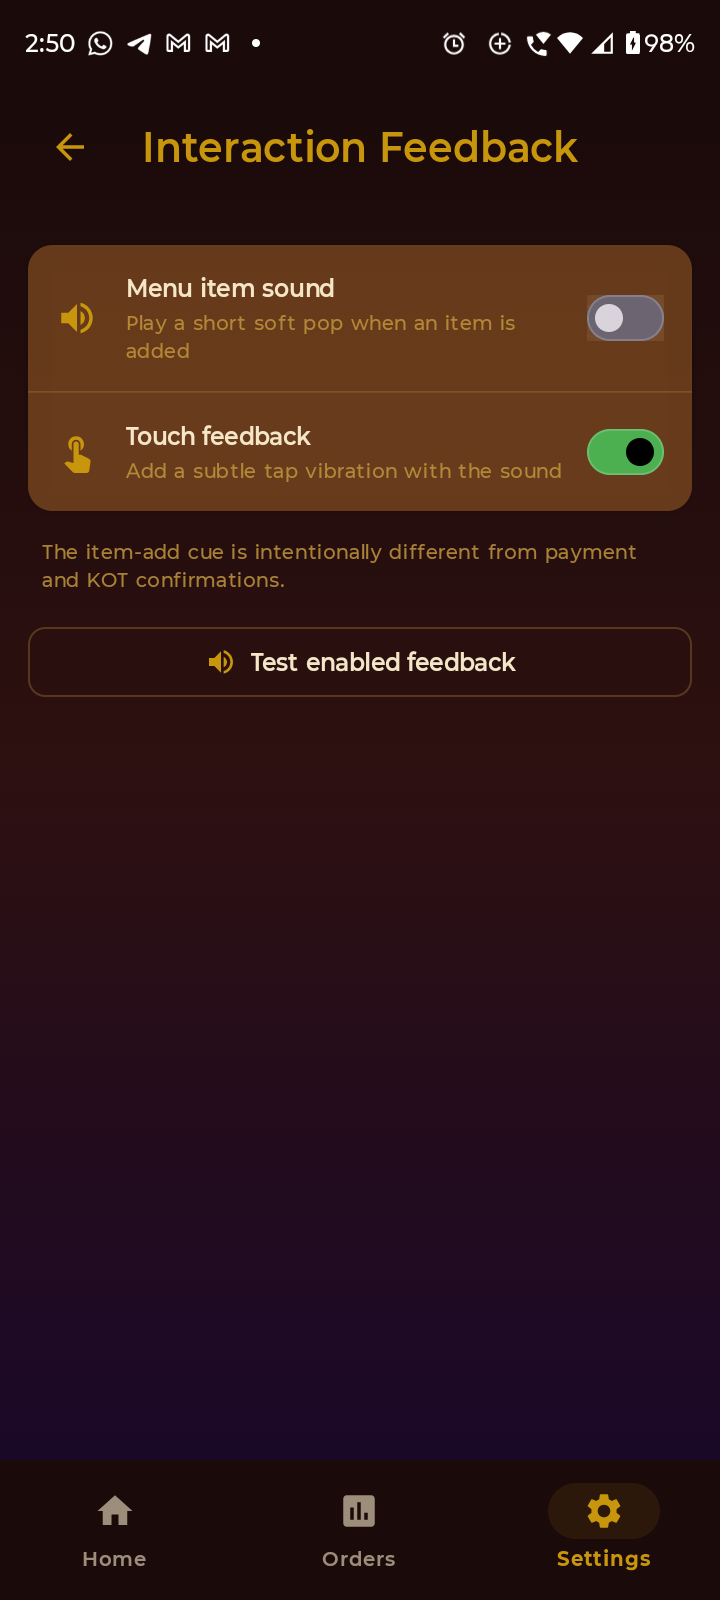 2:50
98%
Interaction Feedback
Menu item sound
Play a short soft pop when an item is
added
Touch feedback
Add a subtle tap vibration with the sound
The item-add cue is intentionally different from payment
and KOT confirmations.
Test enabled feedback
Home
Orders
Settings